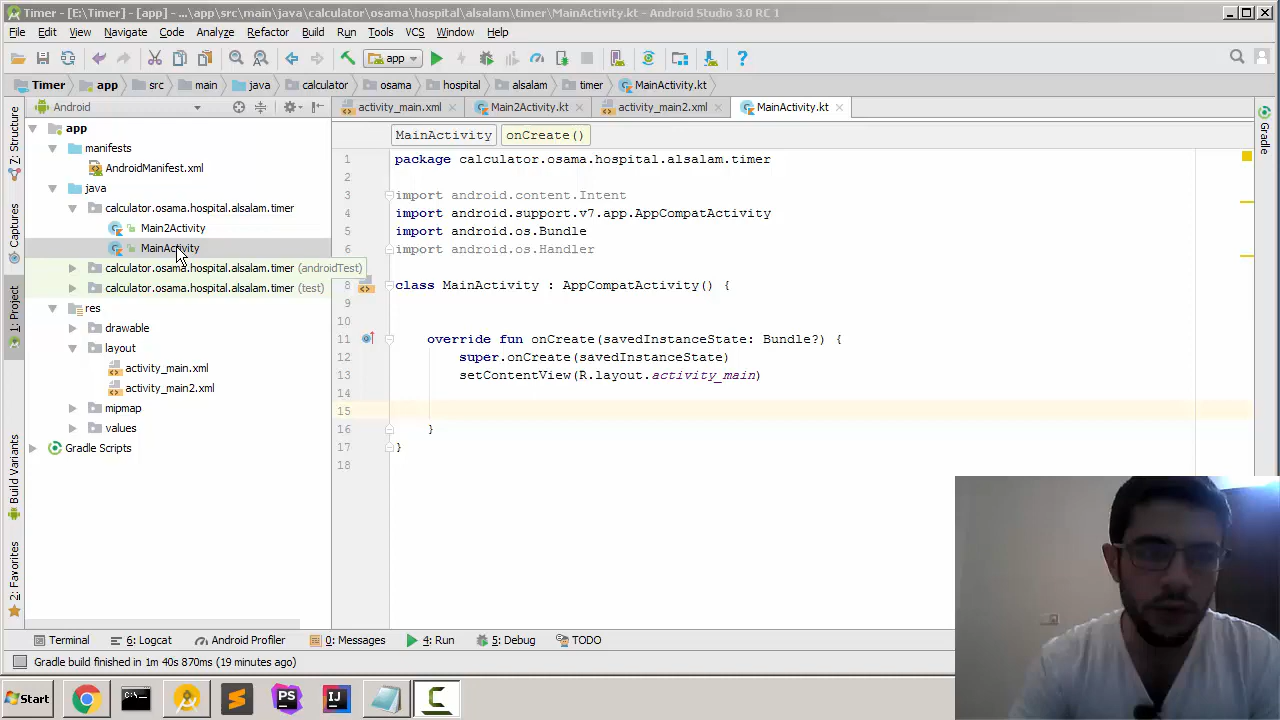 Timer - [E:\Timer] - [app] - ...\app\src\main\java\calculator\osama\hospital\alsalam\timer\MainActivity.kt - Android Studio 3.0 RC 1
File Edit View Navigate Code Analyze Refactor Build Run Tools VCS Window Help
app
Timer app src main java calculator osama hospital alsalam timer MainActivity.kt
Android
activity_main.xml Main2Activity.kt activity_main2.xml MainActivity.kt
MainActivity onCreate()
app
manifests
AndroidManifest.xml
java
calculator.osama.hospital.alsalam.timer
Main2Activity
MainActivity
calculator.osama.hospital.alsalam.timer (androidTest)
calculator.osama.hospital.alsalam.timer (test)
res
drawable
layout
activity_main.xml
activity_main2.xml
mipmap
values
Gradle Scripts
Z: Structure
Captures
1: Project
Build Variants
2: Favorites
1 package calculator.osama.hospital.alsalam.timer
2
3 import android.content.Intent
4 import android.support.v7.app.AppCompatActivity
5 import android.os.Bundle
6 import android.os.Handler
8 class MainActivity : AppCompatActivity() {
9
10
11 override fun onCreate(savedInstanceState: Bundle?) {
12 super.onCreate(savedInstanceState)
13 setContentView(R.layout.activity_main)
14
15
16 }
17 }
18
Gradle
Terminal 6: Logcat Android Profiler 0: Messages 4: Run 5: Debug TODO
Gradle build finished in 1m 40s 870ms (19 minutes ago)
Start PS IJ C